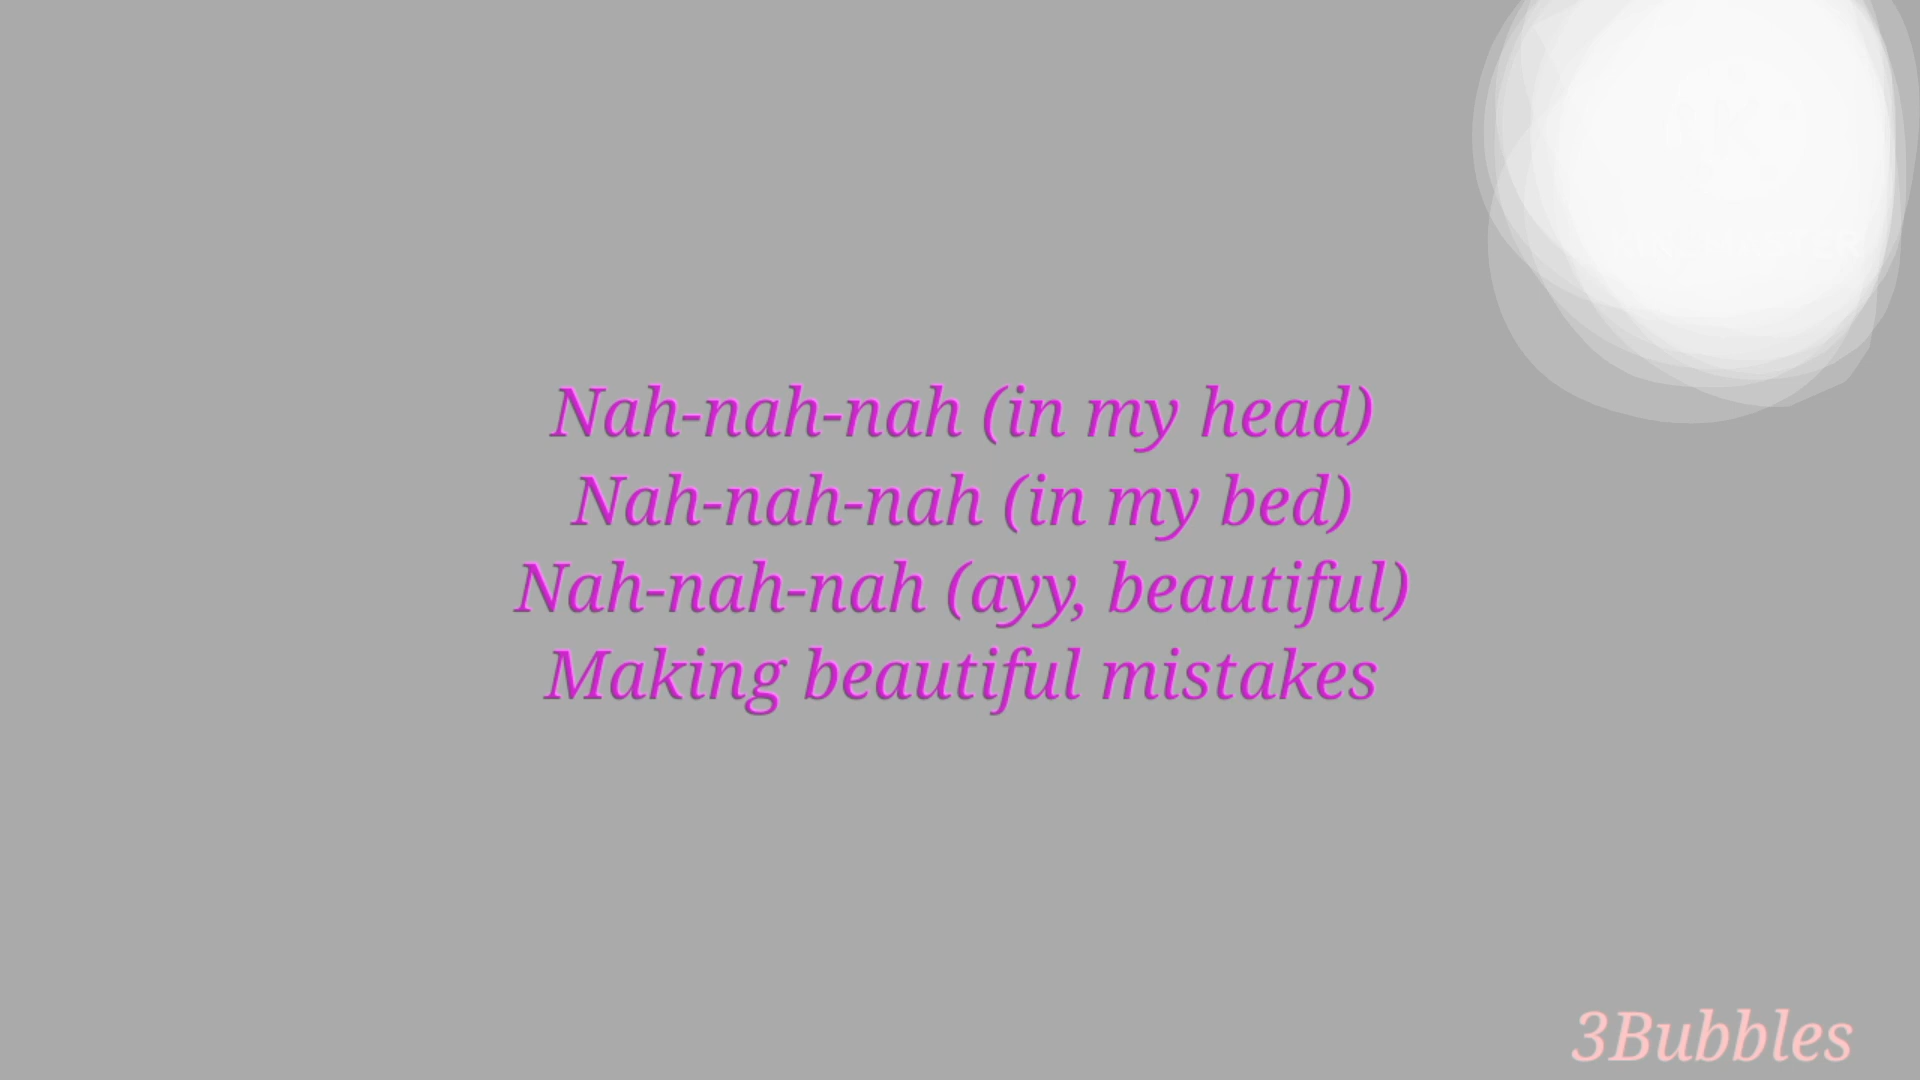 Nah-nah-nah (in my head)
Nah-nah-nah (in my bed)
Nah-nah-nah (ayy, beautiful)
Making beautiful mistakes
3Bubbles